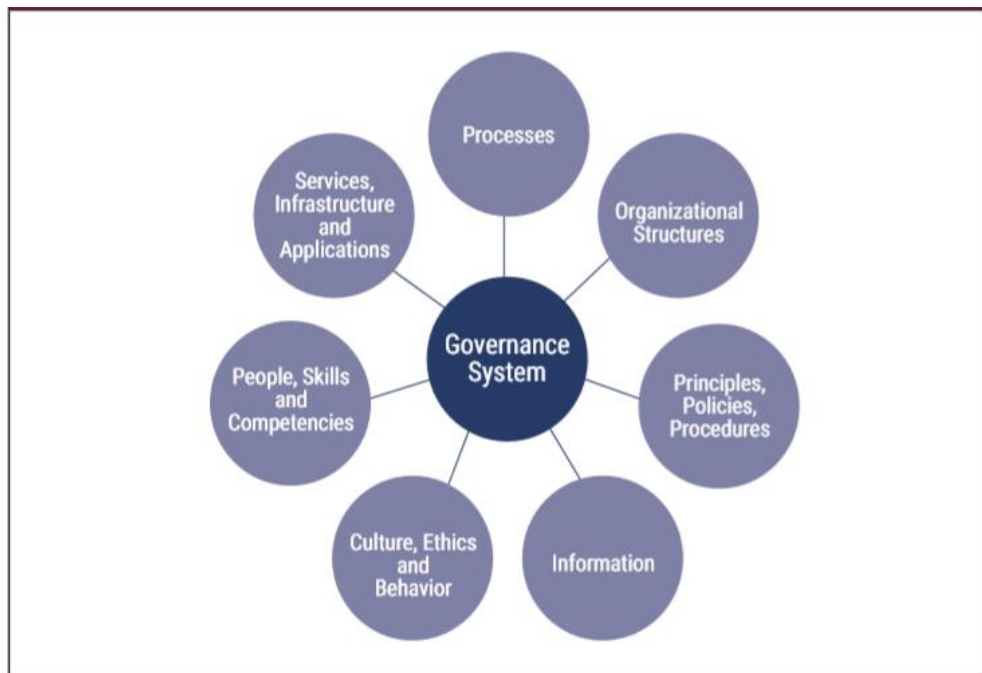 Processes
Organizational
Structures
Principles,
Policies,
Procedures
Information
Culture, Ethics
and
Behavior
People, Skills
and
Competencies
Services,
Infrastructure
and
Applications
Governance
System